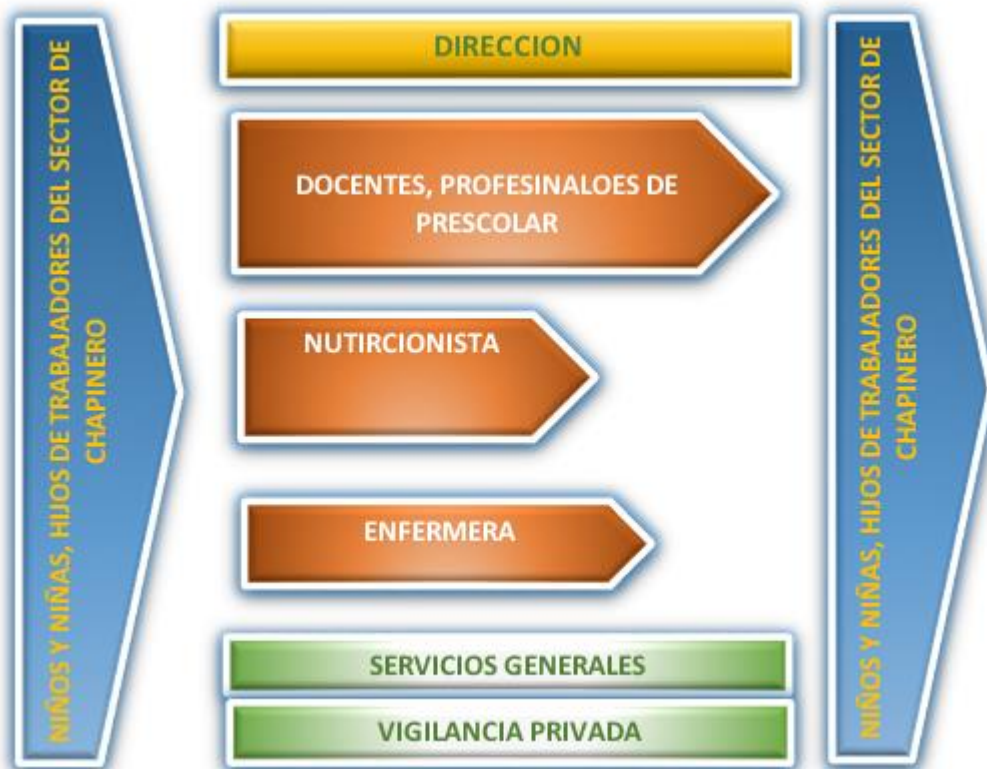 NIÑOS Y NIÑAS, HIJOS DE TRABAJADORES DEL SECTOR DE
CHAPINERO
DIRECCION
DOCENTES, PROFESINALOES DE
PRESCOLAR
NUTIRCIONISTA
ENFERMERA
SERVICIOS GENERALES
VIGILANCIA PRIVADA
NIÑOS Y NIÑAS, HIJOS DE TRABAJADORES DEL SECTOR DE
CHAPINERO